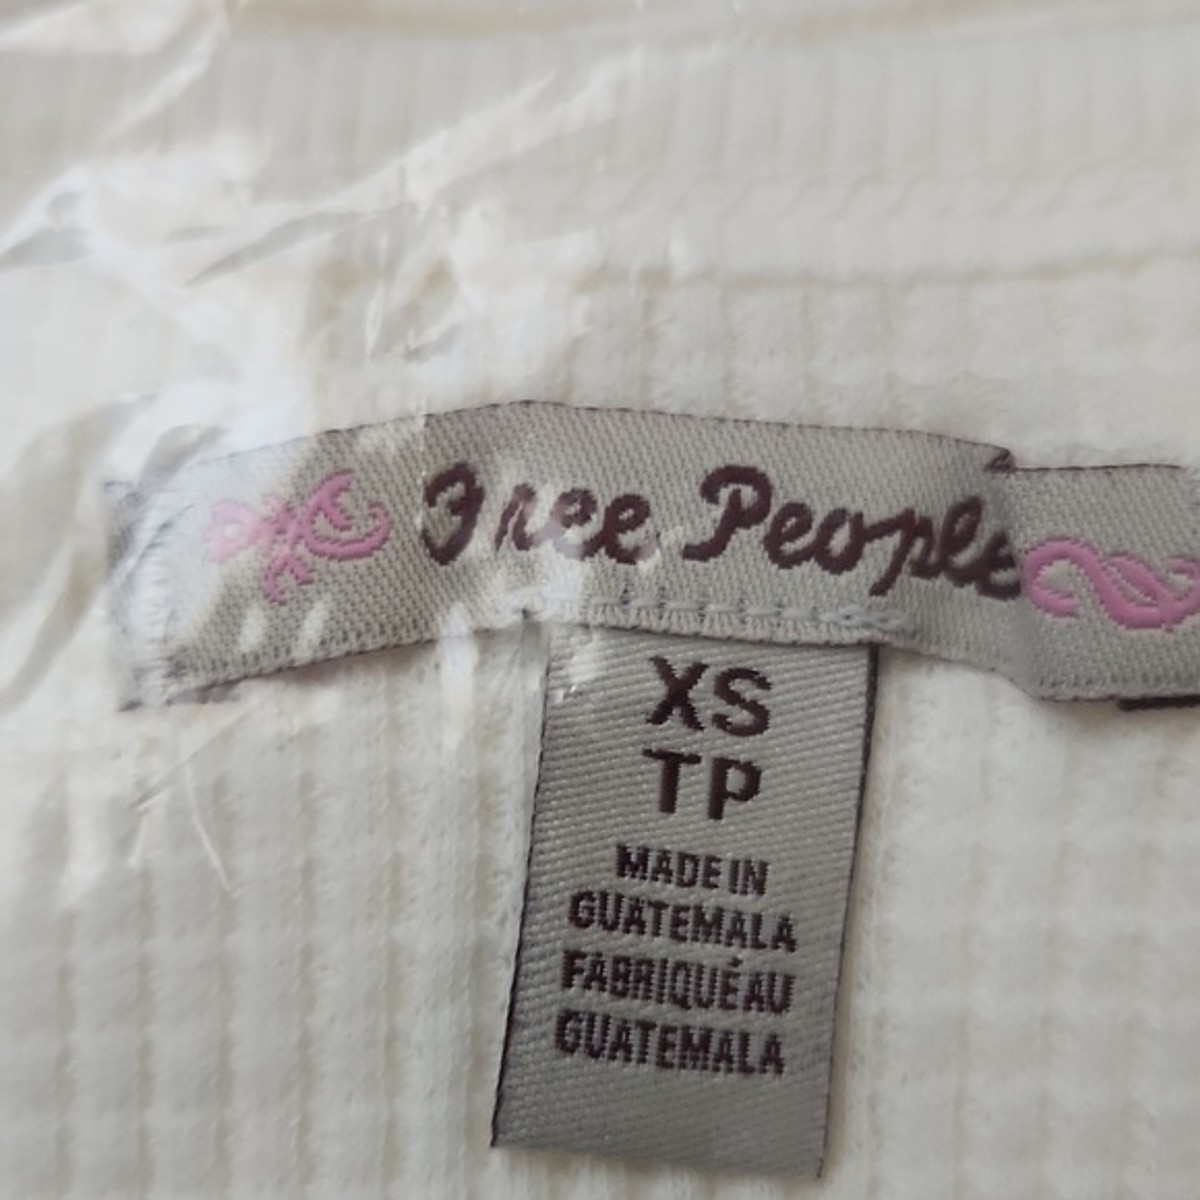 Free People
XS
TP
MADE IN
GUATEMALA
FABRIQUÉ AU
GUATEMALA